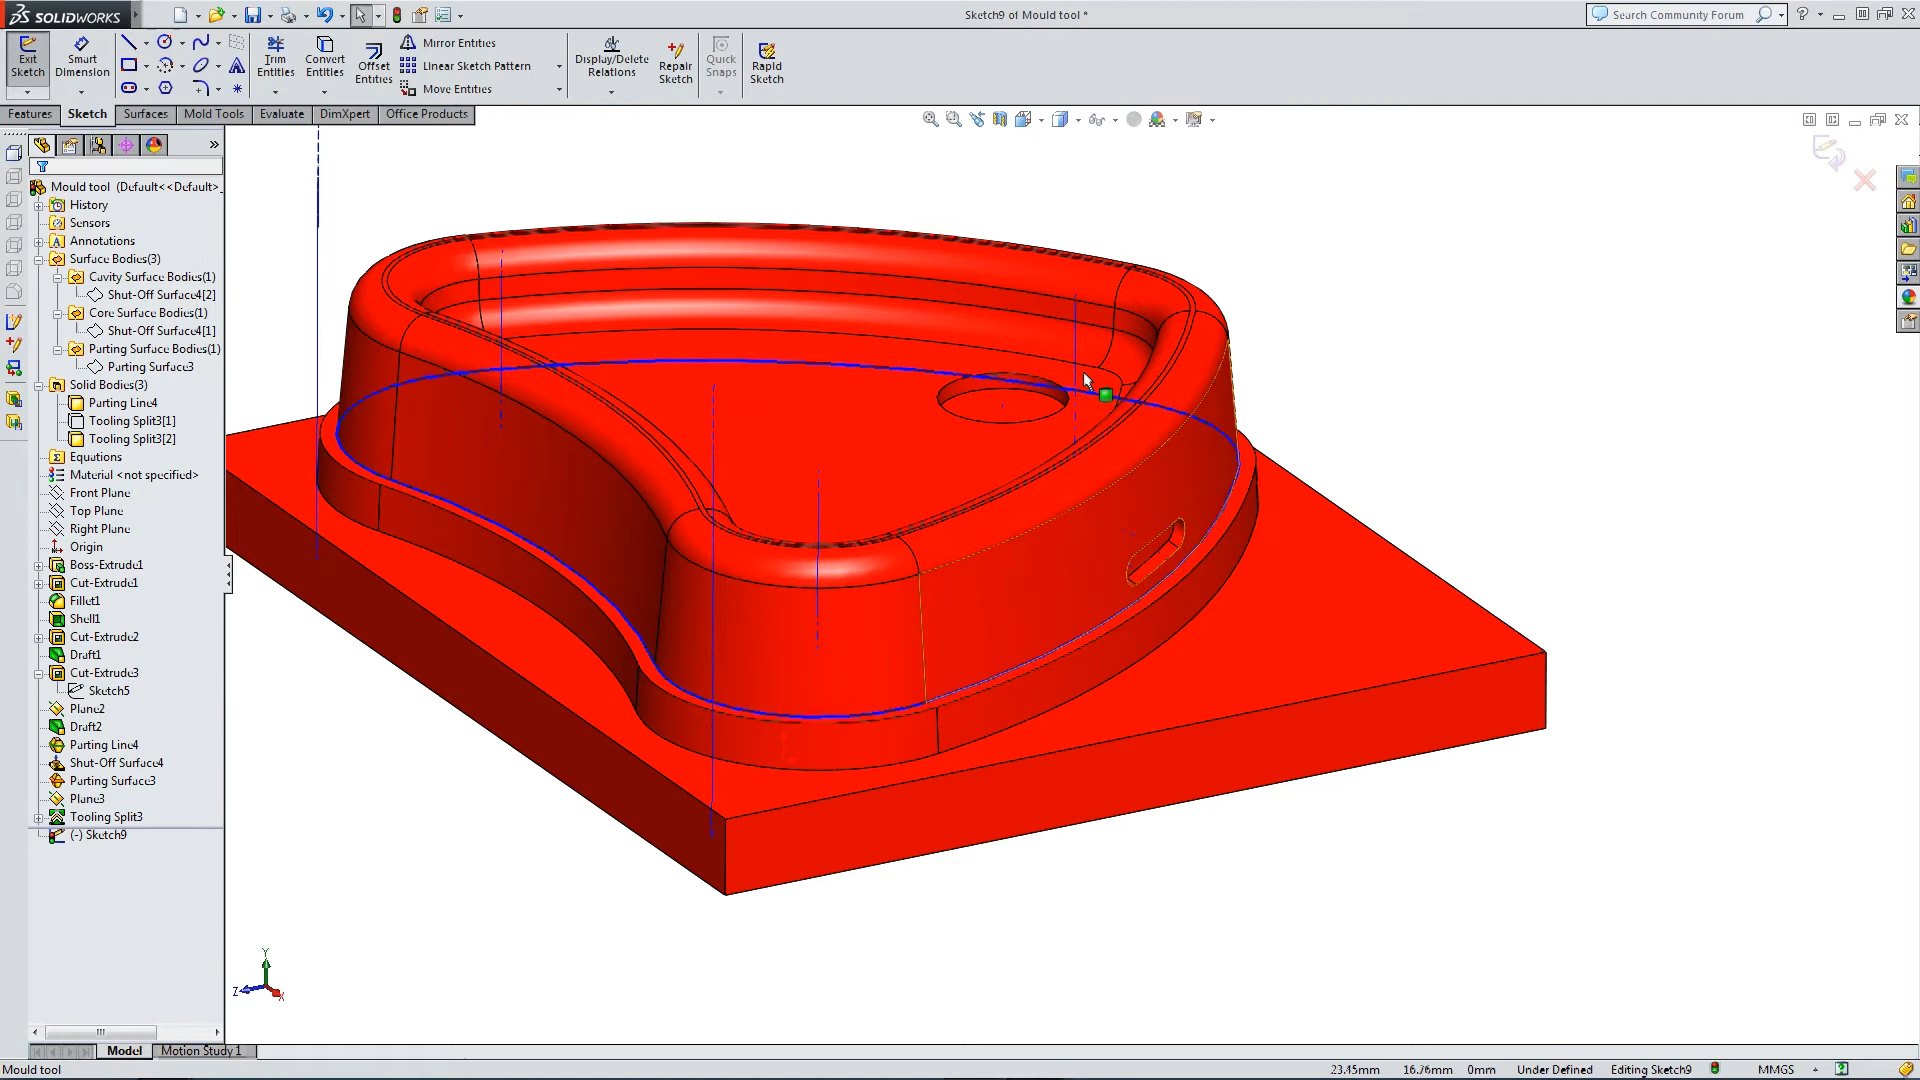 SOLIDWORKS
Sketch9 of Mould tool *
Search Community Forum
Exit Sketch
Smart Dimension
Trim Entities
Convert Entities
Offset Entities
Mirror Entities
Linear Sketch Pattern
Move Entities
Display/Delete Relations
Repair Sketch
Quick Snaps
Rapid Sketch
Features
Sketch
Surfaces
Mold Tools
Evaluate
DimXpert
Office Products
Mould tool (Default<<Default>_
History
Sensors
Annotations
Surface Bodies(3)
Cavity Surface Bodies(1)
Shut-Off Surface4[2]
Core Surface Bodies(1)
Shut-Off Surface4[1]
Parting Surface Bodies(1)
Parting Surface3
Solid Bodies(3)
Parting Line4
Tooling Split3[1]
Tooling Split3[2]
Equations
Material <not specified>
Front Plane
Top Plane
Right Plane
Origin
Boss-Extrude1
Cut-Extrude1
Fillet1
Shell1
Cut-Extrude2
Draft1
Cut-Extrude3
Sketch5
Plane2
Draft2
Parting Line4
Shut-Off Surface4
Parting Surface3
Plane3
Tooling Split3
(-) Sketch9
Y
Z
X
Model
Motion Study 1
Mould tool
23.45mm
16.76mm
0mm
Under Defined
Editing Sketch9
MMGS